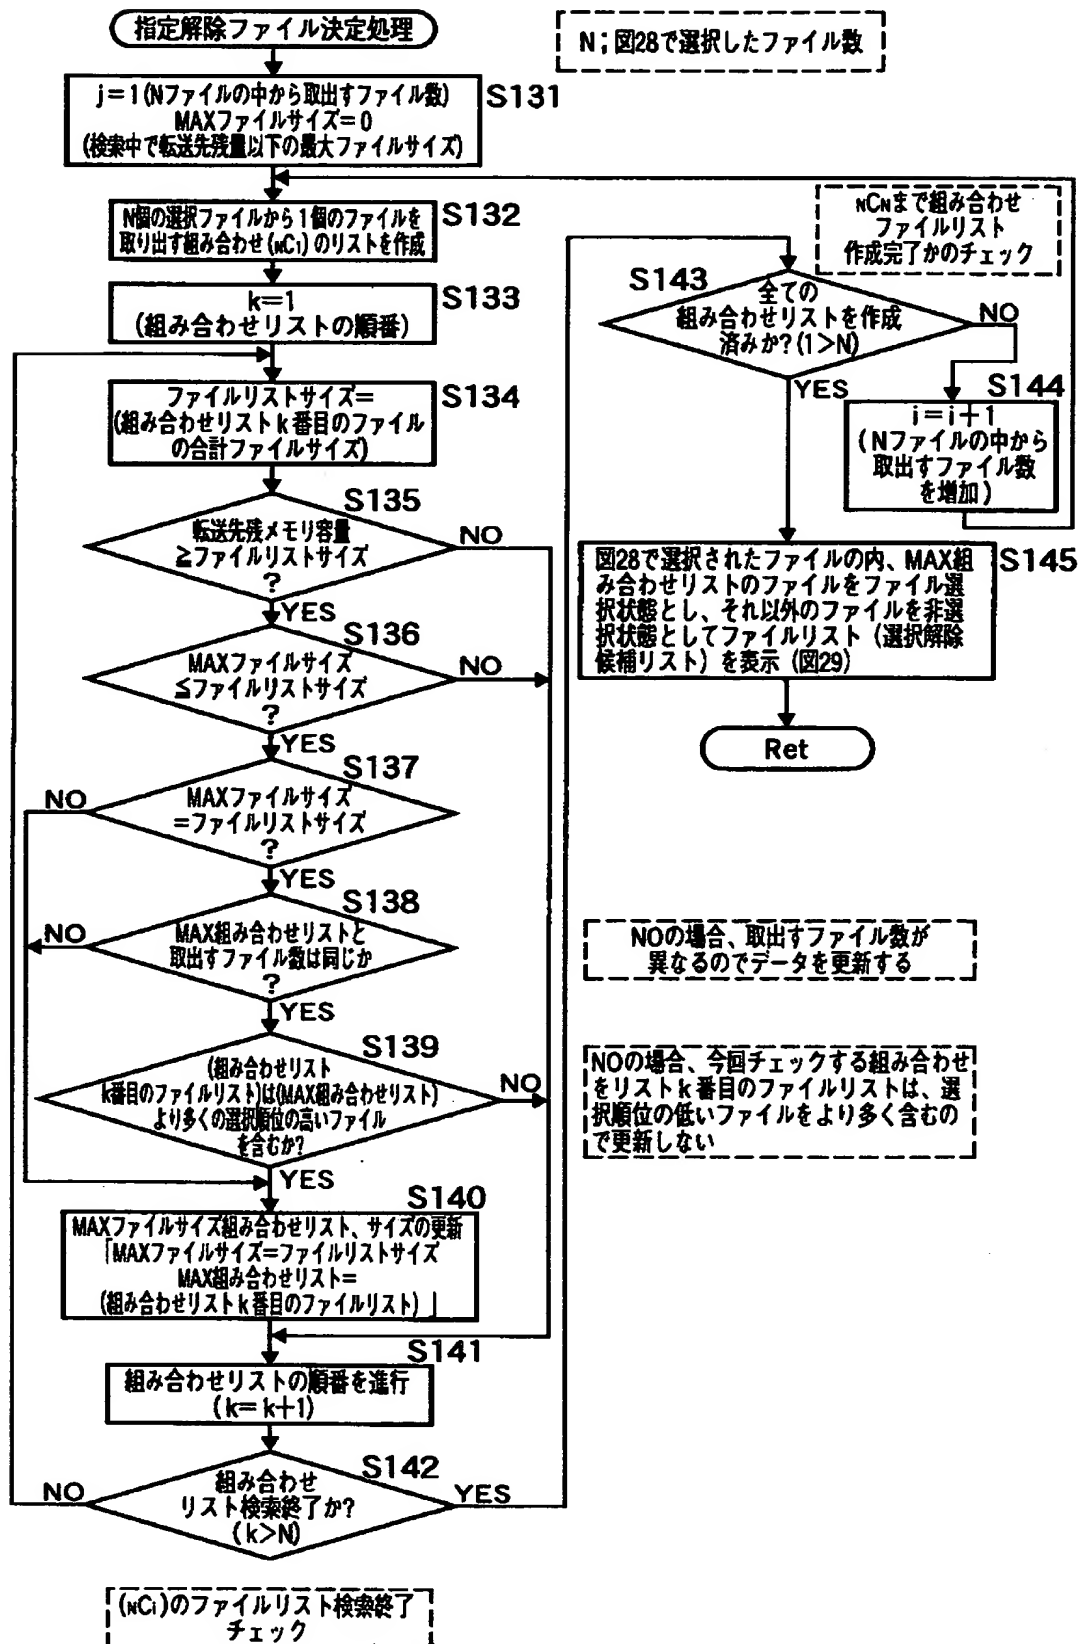 指定解除ファイル決定処理
N;図28で選択したファイル数
S131
j=1(Nファイルの中から取出すファイル数)
MAXファイルサイズ=0
(検索中で転送先残量以下の最大ファイルサイズ)
S132
N個の選択ファイルから1個のファイルを
取り出す組み合わせ(NC1)のリストを作成
S133
k=1
(組み合わせリストの順番)
S134
ファイルリストサイズ=
(組み合わせリストk番目のファイル
の合計ファイルサイズ)
S135
転送先残メモリ容量
≧ファイルリストサイズ
?
NO
YES
S136
MAXファイルサイズ
≦ファイルリストサイズ
?
NO
YES
S137
MAXファイルサイズ
=ファイルリストサイズ
?
NO
YES
S138
MAX組み合わせリストと
取出すファイル数は同じか
?
NO
YES
S139
(組み合わせリスト
k番目のファイルリスト)は(MAX組み合わせリスト)
より多くの選択順位の高いファイル
を含むか?
NO
YES
S140
MAXファイルサイズ組み合わせリスト、サイズの更新
「MAXファイルサイズ=ファイルリストサイズ
MAX組み合わせリスト=
(組み合わせリストk番目のファイルリスト)」
S141
組み合わせリストの順番を進行
(k=k+1)
S142
組み合わせ
リスト検索終了か?
(k>N)
NO
YES
(NCi)のファイルリスト検索終了
チェック
NCNまで組み合わせ
ファイルリスト
作成完了かのチェック
S143
全ての
組み合わせリストを作成
済みか?(1>N)
NO
YES
S144
i=i+1
(Nファイルの中から
取出すファイル数
を増加)
S145
図28で選択されたファイルの内、MAX組
み合わせリストのファイルをファイル選
択状態とし、それ以外のファイルを非選
択状態としてファイルリスト(選択解除
候補リスト)を表示(図29)
Ret
NOの場合、取出すファイル数が
異なるのでデータを更新する
NOの場合、今回チェックする組み合わせ
をリストk番目のファイルリストは、選
択順位の低いファイルをより多く含むの
で更新しない